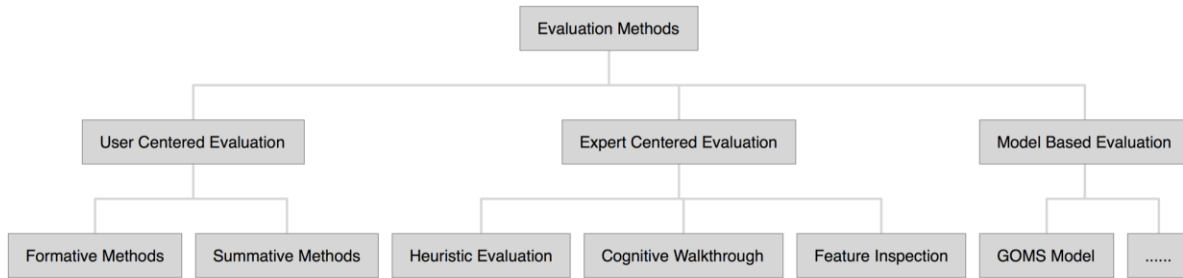 Evaluation Methods
User Centered Evaluation
Expert Centered Evaluation
Model Based Evaluation
Formative Methods
Summative Methods
Heuristic Evaluation
Cognitive Walkthrough
Feature Inspection
GOMS Model
......